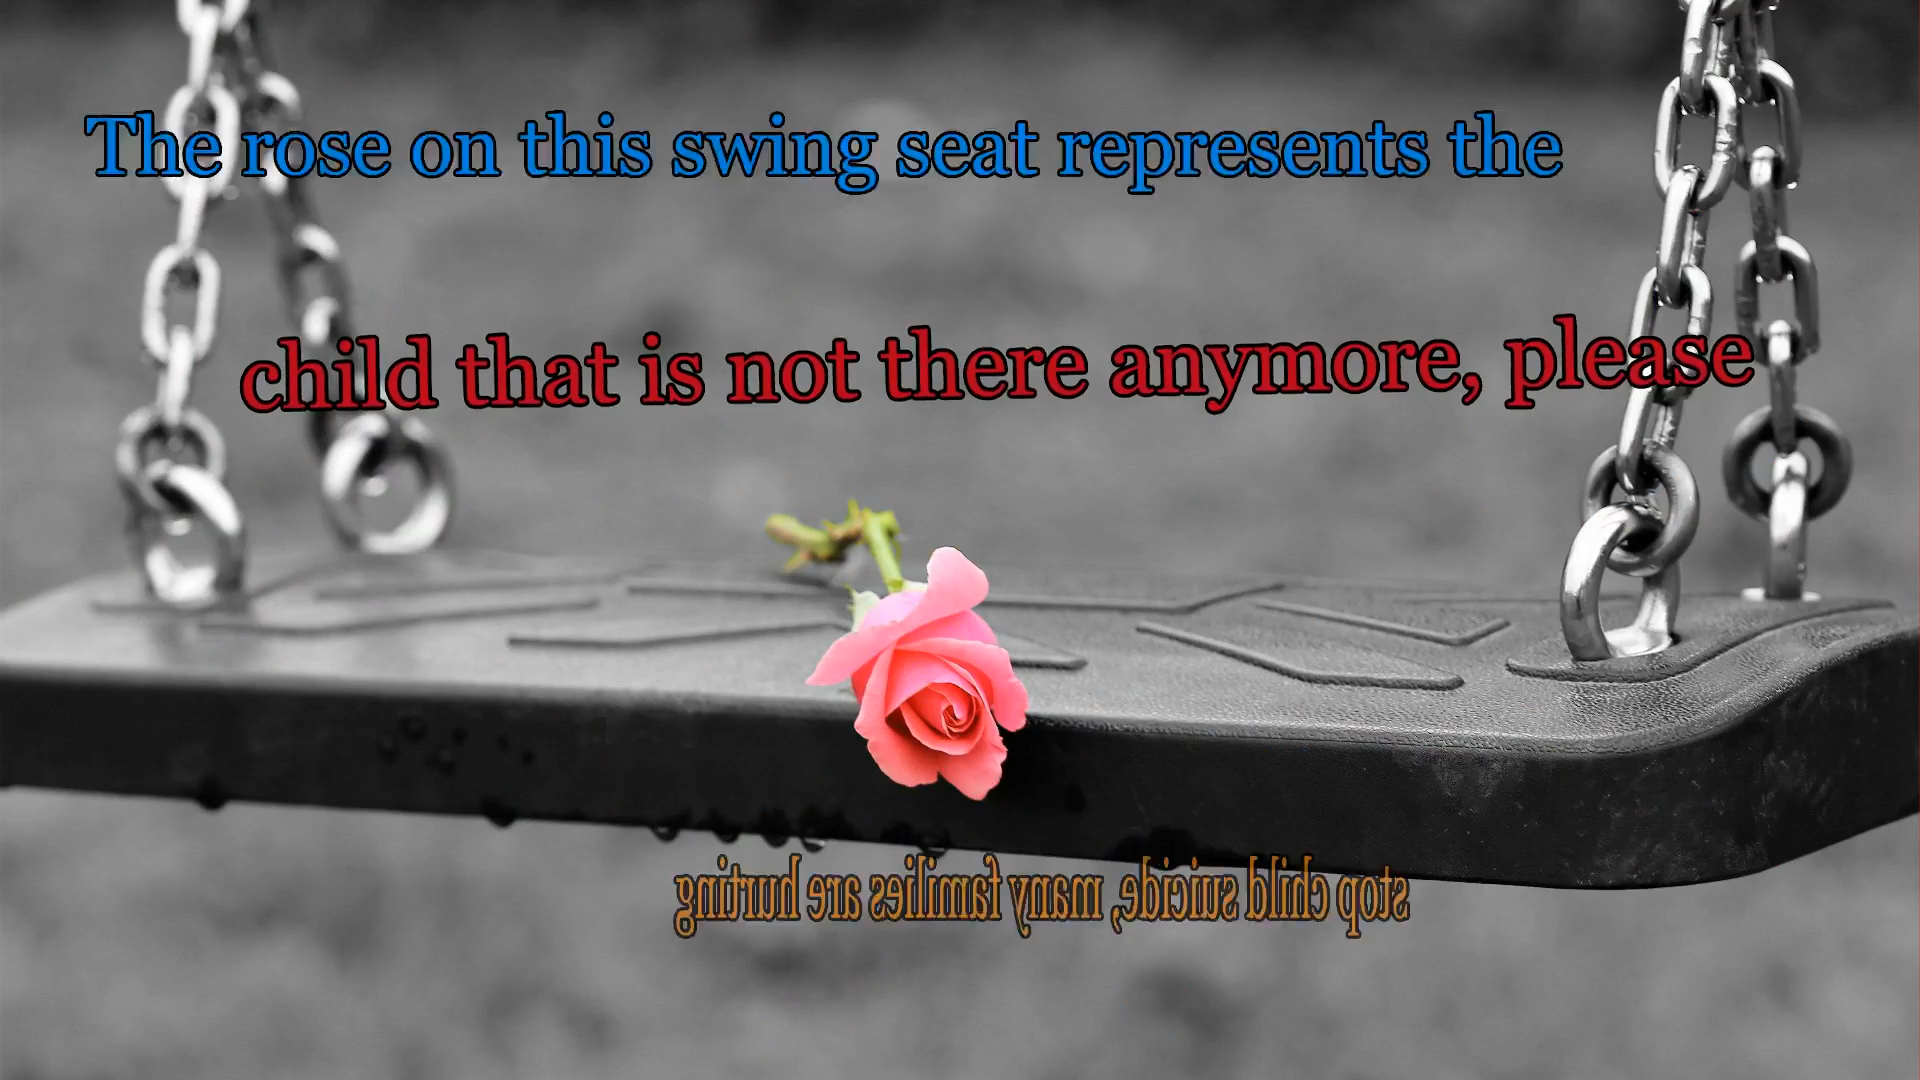 The rose on this swing seat represents the
child that is not there anymore, please
stop child suicide, many families are hurting